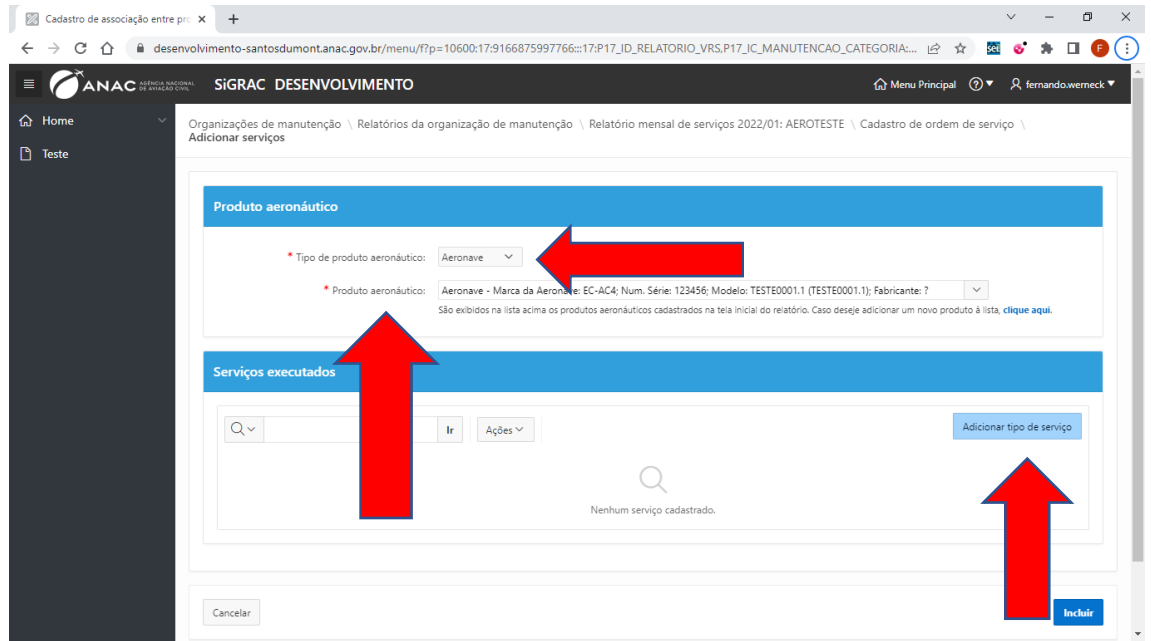 Cadastro de associação entre pro
desenvolvimento-santosdumont.anac.gov.br/menu/f?p=10600:17:9166875997766:::17:P17_ID_RELATORIO_VRS,P17_IC_MANUTENCAO_CATEGORIA:...
sei
F
ANAC AGÊNCIA NACIONAL DE AVIAÇÃO CIVIL
SiGRAC DESENVOLVIMENTO
Menu Principal
fernando.werneck
Home
Teste
Organizações de manutenção \ Relatórios da organização de manutenção \ Relatório mensal de serviços 2022/01: AEROTESTE \ Cadastro de ordem de serviço \
Adicionar serviços
Produto aeronáutico
* Tipo de produto aeronáutico: Aeronave
* Produto aeronáutico: Aeronave - Marca da Aeronave: EC-AC4; Num. Série: 123456; Modelo: TESTE0001.1 (TESTE0001.1); Fabricante: ?
São exibidos na lista acima os produtos aeronáuticos cadastrados na tela inicial do relatório. Caso deseje adicionar um novo produto à lista, clique aqui.
Serviços executados
Ir
Ações
Adicionar tipo de serviço
Nenhum serviço cadastrado.
Cancelar
Incluir